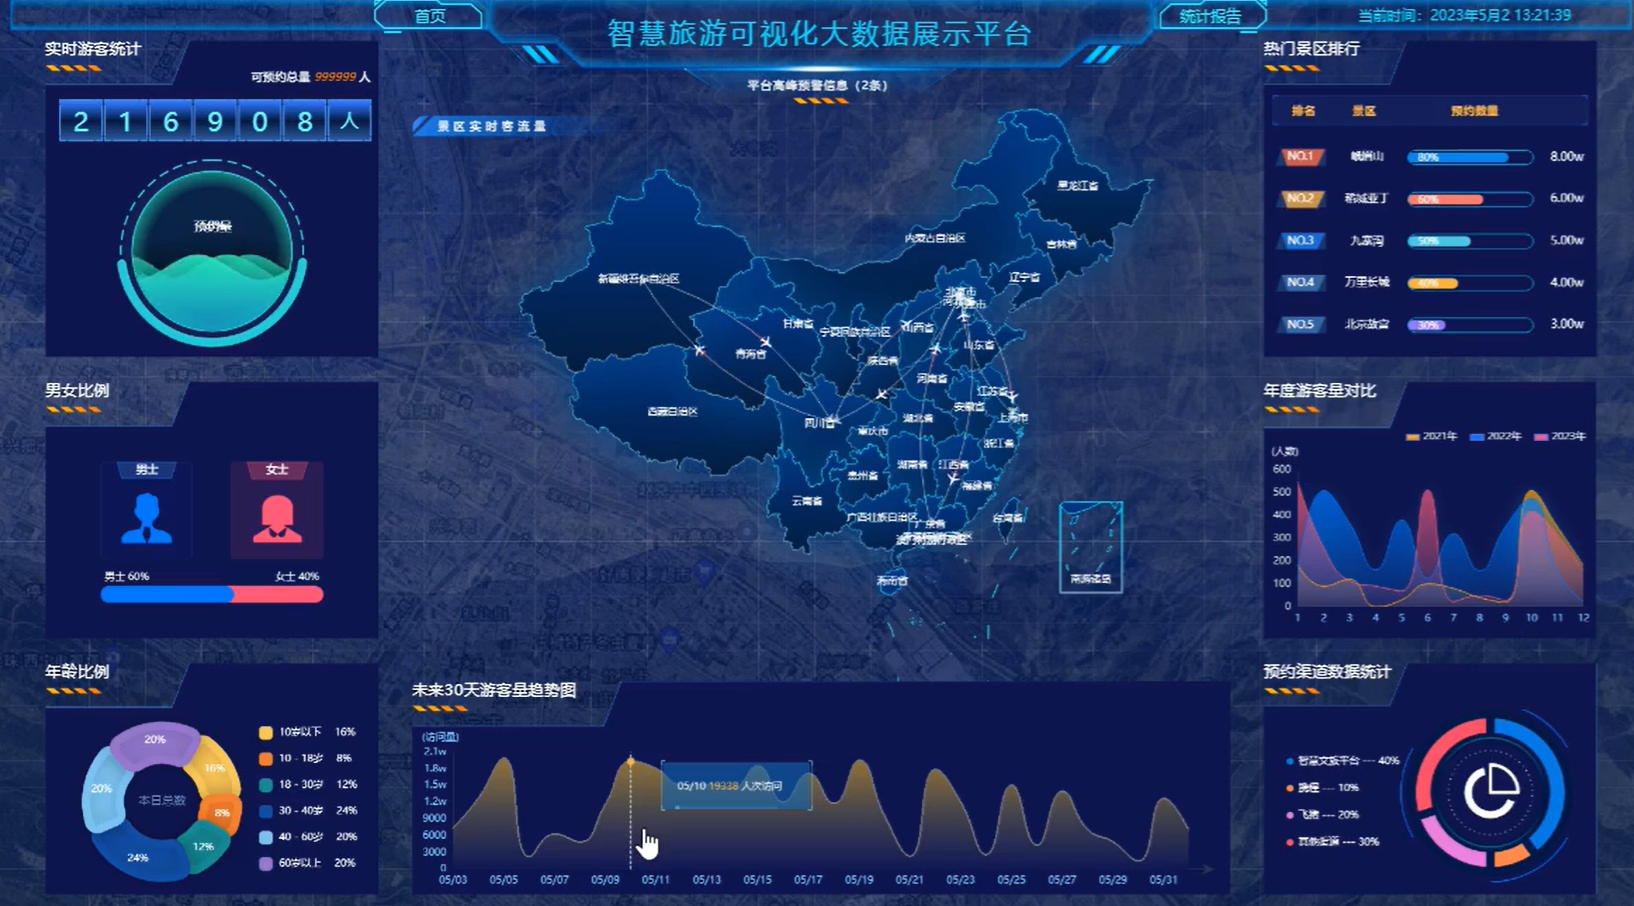 首页
智慧旅游可视化大数据展示平台
统计报告
当前时间：2023年5月2 13:21:39
实时游客统计
可预约总量 999999 人
2 1 6 9 0 8 人
预约量
平台高峰预警信息（2条）
景区实时客流量
黑龙江省
内蒙古自治区
吉林省
新疆维吾尔自治区
辽宁省
北京市
甘肃省
宁夏回族自治区
山西省
山东省
青海省
陕西省
河南省
江苏省
西藏自治区
安徽省
四川省
湖北省
上海市
重庆市
浙江省
湖南省
江西省
贵州省
福建省
云南省
广西壮族自治区
广东省
台湾省
海南省
南海诸岛
热门景区排行
排名 景区 预约数量
NO.1 峨眉山 80% 8.00w
NO.2 稻城亚丁 60% 6.00w
NO.3 九寨沟 50% 5.00w
NO.4 万里长城 40% 4.00w
NO.5 北京故宫 30% 3.00w
男女比例
男士 女士
男士 60% 女士 40%
年度游客量对比
2021年 2022年 2023年
(人数)
600
500
400
300
200
100
0
1 2 3 4 5 6 7 8 9 10 11 12
年龄比例
20%
16%
8%
12%
24%
20%
本日总数
10岁以下 16%
10 - 18岁 8%
18 - 30岁 12%
30 - 40岁 24%
40 - 60岁 20%
60岁以上 20%
未来30天游客量趋势图
(访问量)
2.1w
1.8w
1.5w
1.2w
9000
6000
3000
0
05/10 19338 人次访问
05/03 05/05 05/07 05/09 05/11 05/13 05/15 05/17 05/19 05/21 05/23 05/25 05/27 05/29 05/31
预约渠道数据统计
智慧文旅平台 --- 40%
携程 --- 10%
飞猪 --- 20%
其他渠道 --- 30%